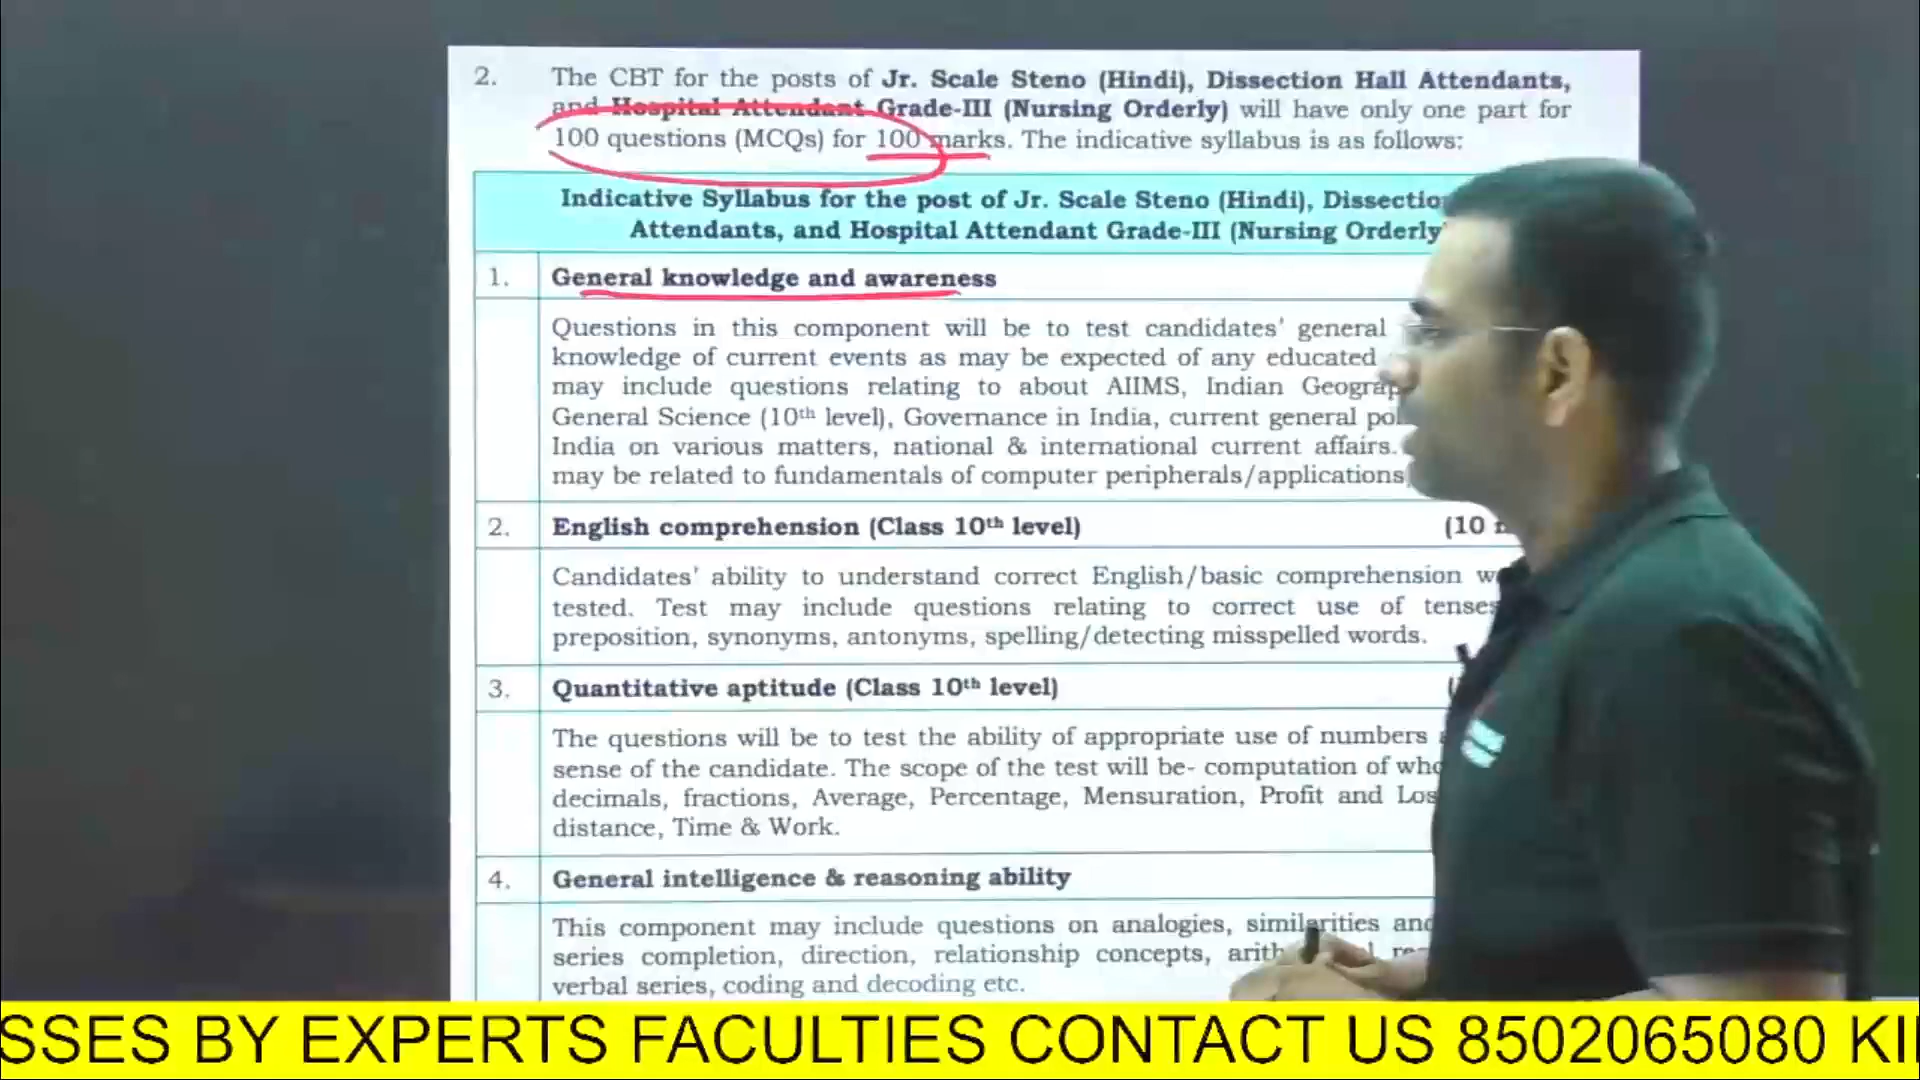 2. The CBT for the posts of Jr. Scale Steno (Hindi), Dissection Hall Attendants,
and Hospital Attendant Grade-III (Nursing Orderly) will have only one part for
100 questions (MCQs) for 100 marks. The indicative syllabus is as follows:
Indicative Syllabus for the post of Jr. Scale Steno (Hindi),
Attendants, and Hospital Attendant Grade-III (Nursing Orderly
1. General knowledge and awareness
Questions in this component will be to test candidates' general
knowledge of current events as may be expected of any educated
may include questions relating to about AIIMS, Indian
General Science (10th level), Governance in India, current general
India on various matters, national & international current affairs.
may be related to fundamentals of computer peripherals/applications
2. English comprehension (Class 10th level) (10
Candidates' ability to understand correct English/basic comprehension
tested. Test may include questions relating to correct use of tenses
preposition, synonyms, antonyms, spelling/detecting misspelled words.
3. Quantitative aptitude (Class 10th level)
The questions will be to test the ability of appropriate use of numbers
sense of the candidate. The scope of the test will be- computation of
decimals, fractions, Average, Percentage, Mensuration, Profit and
distance, Time & Work.
4. General intelligence & reasoning ability
This component may include questions on analogies, similarities
series completion, direction, relationship concepts,
verbal series, coding and decoding etc.
SSES BY EXPERTS FACULTIES CONTACT US 8502065080